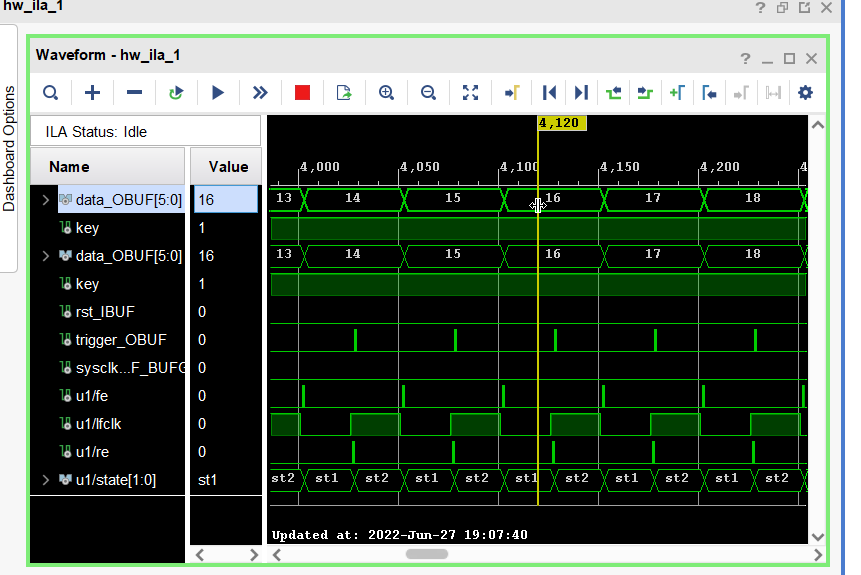 hw_ila_1
Dashboard Options
Waveform - hw_ila_1
ILA Status: Idle
4,120
Name Value
4,000 4,050 4,100 4,150 4,200 4
data_OBUF[5:0] 16 13 14 15 16 17 18
key 1
data_OBUF[5:0] 16 13 14 15 16 17 18
key 1
rst_IBUF 0
trigger_OBUF 0
sysclk...F_BUFG 0
u1/fe 0
u1/lfclk 0
u1/re 0
u1/state[1:0] st1 st2 st1 st2 st1 st2 st1 st2 st1 st2 st1 st2
Updated at: 2022-Jun-27 19:07:40